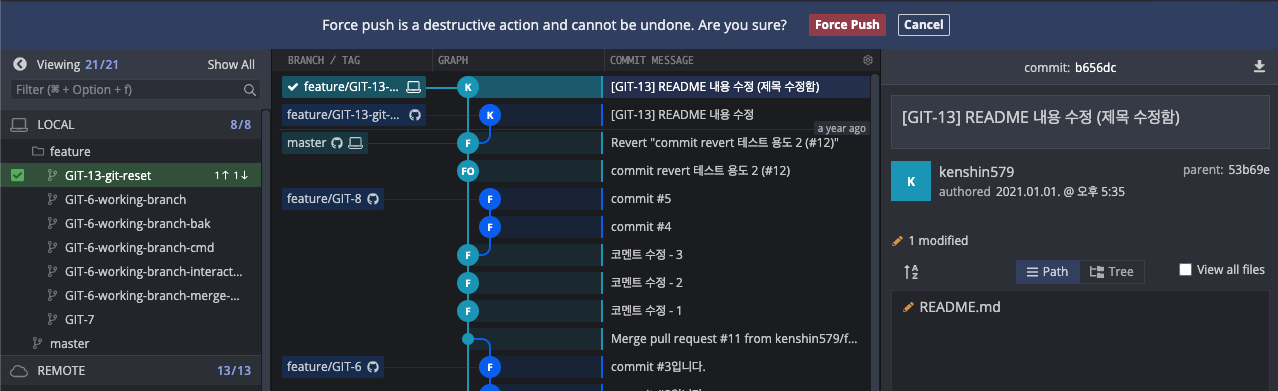 Force push is a destructive action and cannot be undone. Are you sure? Force Push Cancel
Viewing 21/21 Show All
Filter (⌘ + Option + f)
LOCAL 8/8
feature
GIT-13-git-reset 1↑ 1↓
GIT-6-working-branch
GIT-6-working-branch-bak
GIT-6-working-branch-cmd
GIT-6-working-branch-interact...
GIT-6-working-branch-merge-...
GIT-7
master
REMOTE 13/13
BRANCH / TAG GRAPH COMMIT MESSAGE
feature/GIT-13-... K [GIT-13] README 내용 수정 (제목 수정함)
feature/GIT-13-git-... K [GIT-13] README 내용 수정
a year ago
master F Revert "commit revert 테스트 용도 2 (#12)"
FO commit revert 테스트 용도 2 (#12)
feature/GIT-8 F commit #5
F commit #4
F 코멘트 수정 - 3
F 코멘트 수정 - 2
F 코멘트 수정 - 1
Merge pull request #11 from kenshin579/f...
feature/GIT-6 F commit #3입니다.
commit: b656dc
[GIT-13] README 내용 수정 (제목 수정함)
K kenshin579 parent: 53b69e
authored 2021.01.01. @ 오후 5:35
1 modified
A Z Path Tree View all files
README.md